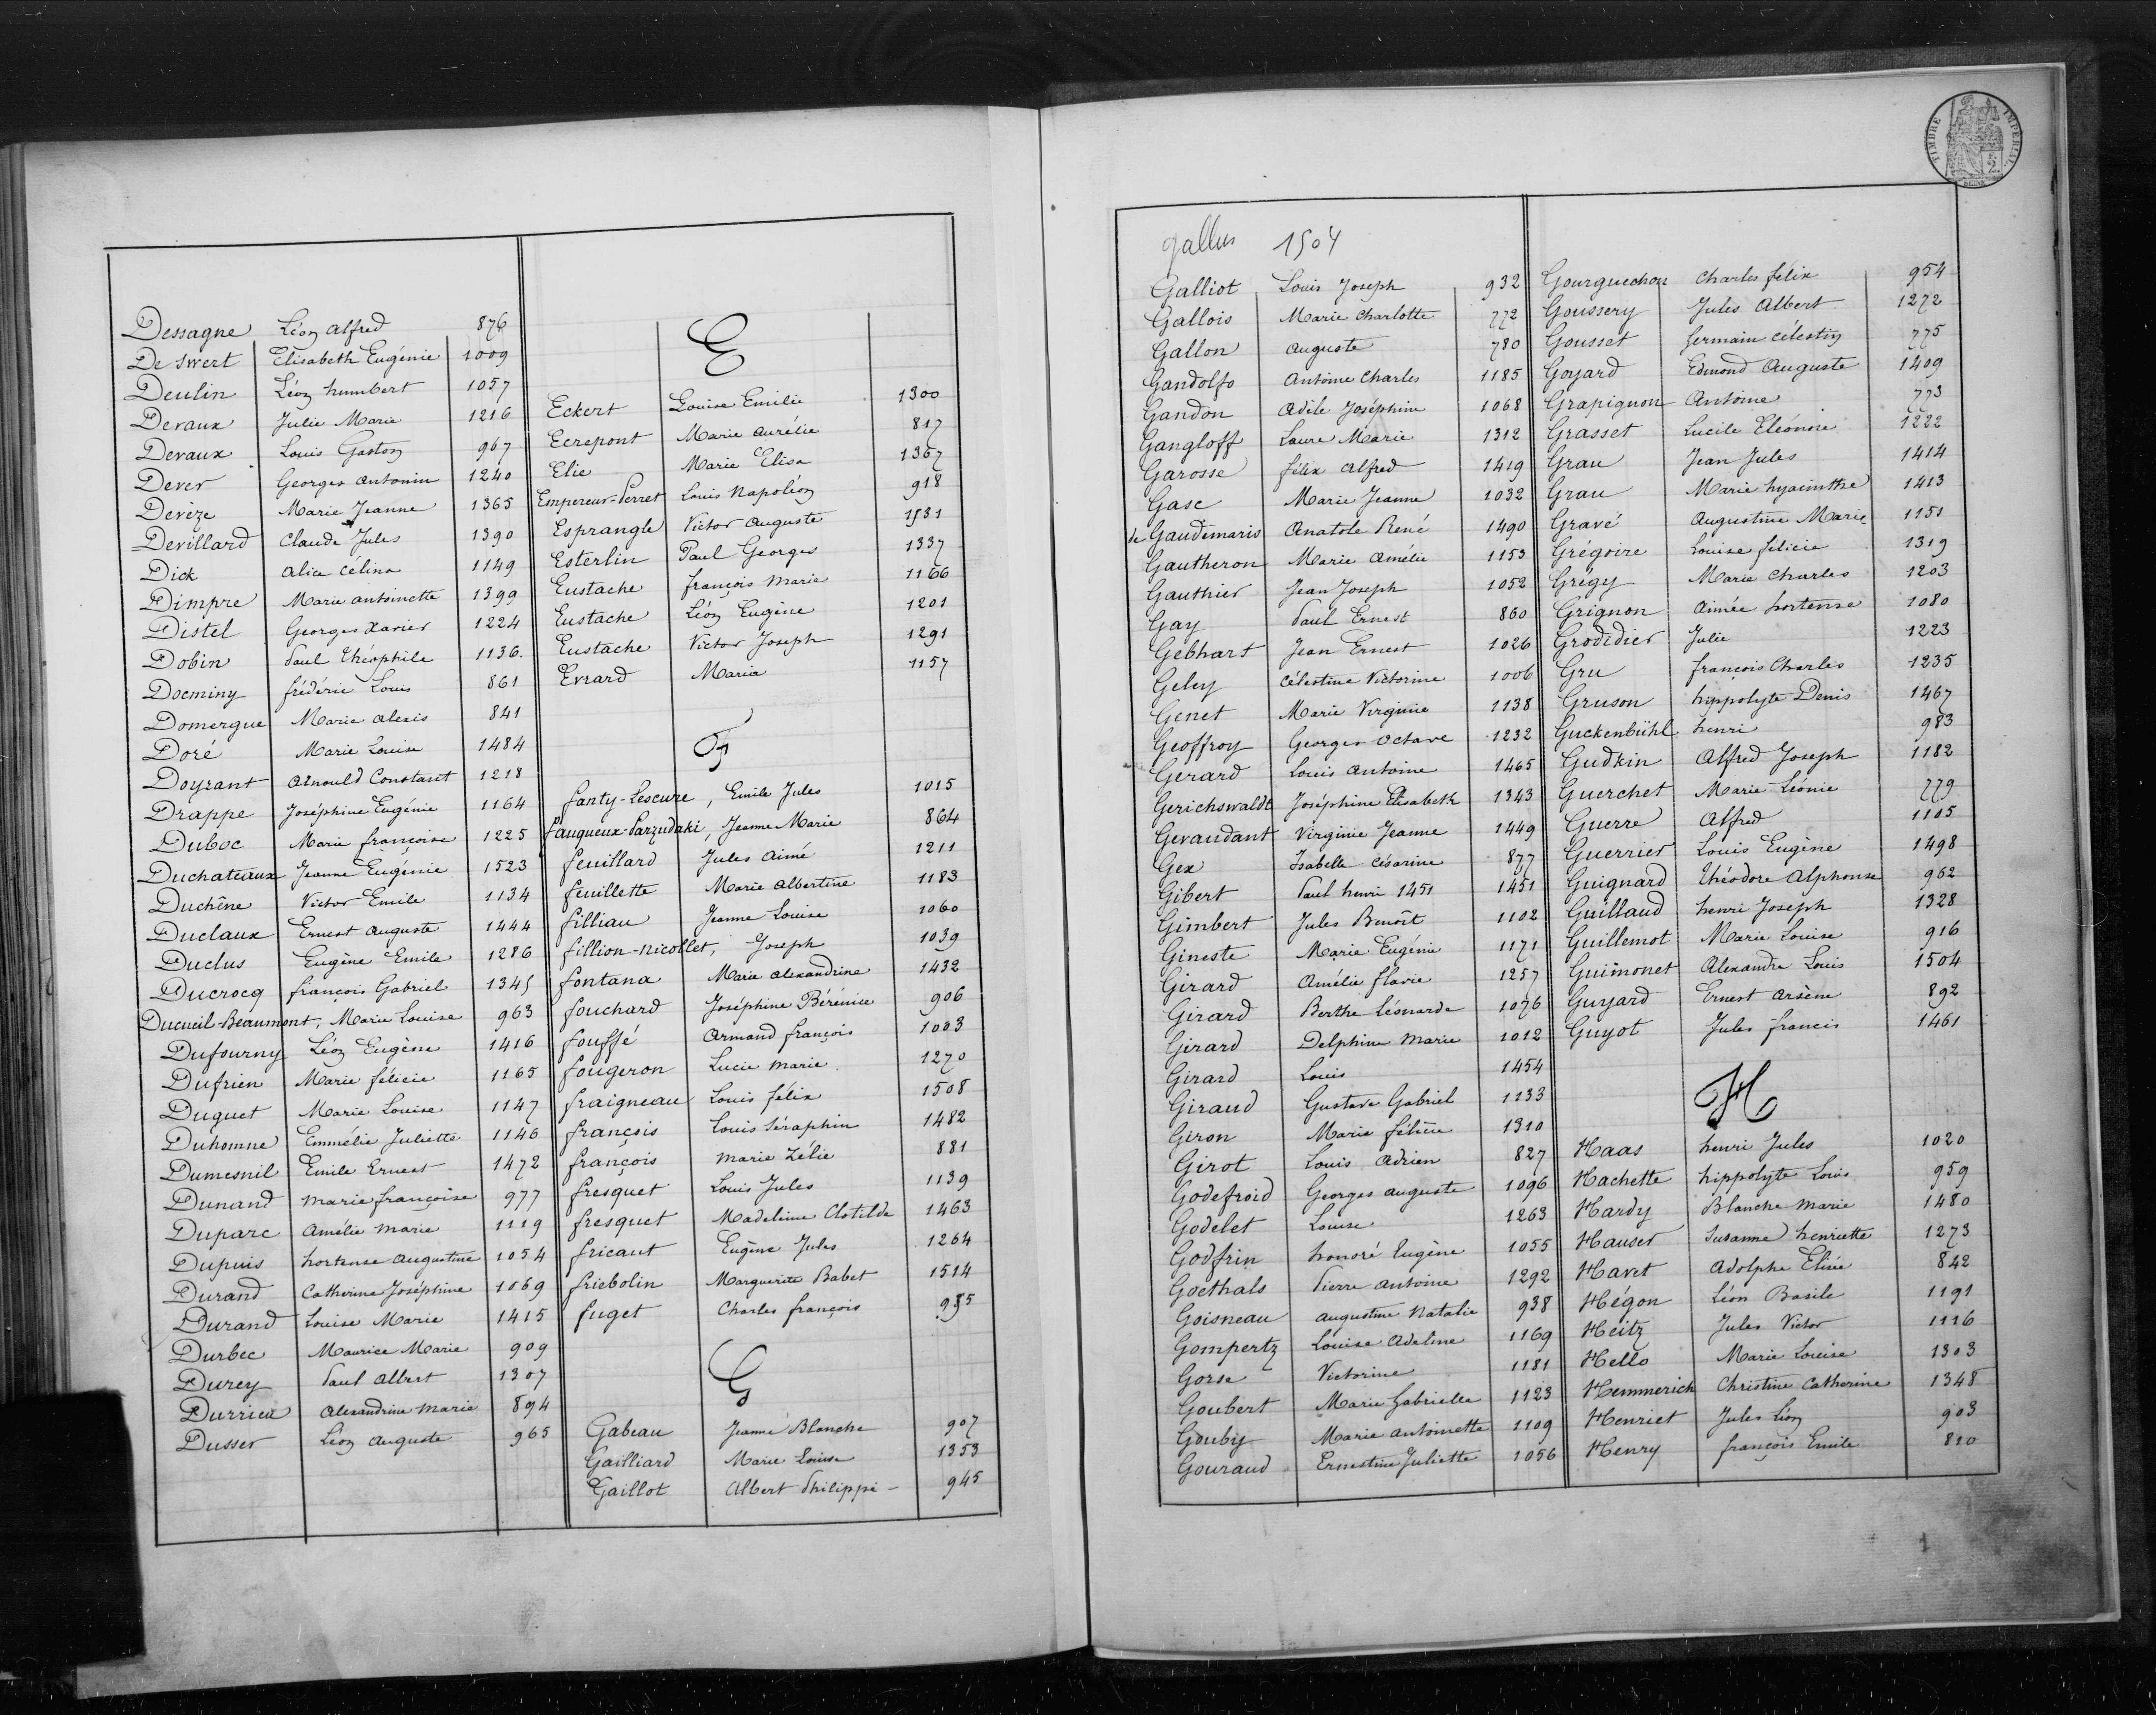 Dessagne Léon Alfred 876
De Swert Elisabeth Eugénie 1009
Deulin Léon humbert 1057
Devaux Julie Marie 1216
Devaux Louis Gaston 967
Dever Georges Antonin 1240
Devèze Marie Jeanne 1365
Devillard Claude Jules 1390
Dick Alice Célina 1149
Dimpre Marie Antoinette 1399
Distel Georges Xavier 1224
Dobin Paul Théophile 1136
Docminy frédéric Louis 861
Domergue Marie Alexis 841
Doré Marie Louise 1484
Doyzant Arnould Constant 1218
Drappe Joséphine Eugénie 1164
Duboc Marie françoise 1225
Duchateaux Jeanne Eugénie 1523
Duchêne Victor Emile 1134
Duclaux Ernest Auguste 1444
Duclus Eugène Emile 1286
Ducrocq françois Gabriel 1345
Ducueil-Beaumont, Marie Louise 963
Dufourny Léon Eugène 1416
Dufrien Marie félicie 1165
Duguet Marie Louise 1147
Duhomne Emmélie Juliette 1146
Dumesnil Emile Ernest 1472
Dunand Marie françoise 977
Duparc Amélie Marie 1119
Dupuis hortense Augustine 1054
Durand Catherine Joséphine 1069
Durand Louise Marie 1415
Durbec Maurice Marie 909
Durey Paul Albert 1307
Durrieu Alexandrine Marie 894
Dusser Léon Auguste 965
E
Eckert Louise Emilie 1300
Ecrepont Marie Aurélie 817
Elie Marie Elisa 1367
Empereur-Perret Louis Napoléon 918
Esprangle Victor Auguste 1531
Esterlin Paul Georges 1337
Eustache françois Marie 1166
Eustache Léon Eugène 1201
Eustache Victor Joseph 1291
Evrard Maria 1157
F
fanty-Lescure, Emile Jules 1015
fauqueux-Parzudaki, Jeanne Marie 864
feuillard Jules Aimé 1211
feuillette Marie Albertine 1183
filliau Jeanne Louise 1060
fillion-nicollet, Joseph 1039
fontana Marie Alexandrine 1432
fouchard Joséphine Bérénice 906
fouffé Armand françois 1003
fougeron Lucie Marie 1270
fraigneau Louis félix 1508
françois Louis Séraphin 1482
françois Marie Zélie 881
fresquet Louis Jules 1139
fresquet Madeleine Clotilde 1463
fricaut Eugène Jules 1264
friebolin Marguerite Babet 1514
fuget Charles françois 935
G
Gabeau Jeanne Blanche 907
Gailliard Marie Louise 1353
Gaillot Albert Philippe 945
gallus 1504
Galliot Louis Joseph 932
Gallois Marie Charlotte 772
Gallon Auguste 780
Gandolfo Antoine Charles 1185
Gandon Adèle Joséphine 1068
Gangloff Laure Marie 1312
Garosse félix Alfred 1419
Gasc Marie Jeanne 1032
de Gaudemaris Anatole René 1490
Gautheron Marie Amélie 1153
Gauthier Jean Joseph 1052
Gay Paul Ernest 860
Gebhart Jean Ernest 1026
Geley Célestine Victorine 1006
Genet Marie Virginie 1138
Geoffroy Georges Octave 1232
Gerard Louis Antoine 1465
Gerichswaldt Joséphine Elisabeth 1343
Gevaudant Virginie Jeanne 1449
Gex Isabelle Césarine 877
Gibert Paul henri 1451 1451
Gimbert Jules Benoît 1102
Gineste Marie Eugénie 1171
Girard Amélie flavie 1257
Girard Berthe Léonarde 1076
Girard Delphine Marie 1012
Girard Louis 1454
Giraud Gustave Gabriel 1133
Giron Marie félicie 1310
Girot Louis Adrien 827
Godefroid Georges Auguste 1096
Godelet Louise 1263
Godfrin honoré Eugène 1055
Goethals Pierre Antoine 1292
Goisneau Augustine Natalie 938
Gompertz Louise Adeline 1169
Gorse Victorine 1181
Goubert Marie Gabrielle 1123
Gouby Marie Antoinette 1109
Gouraud Ernestine Juliette 1056
Gourguechon Charles félix 954
Goussery Jules Albert 1272
Gousset Germain Célestin 775
Goyard Edmond Auguste 1409
Grapignon Antoine 773
Grasset Lucile Eléonore 1222
Grau Jean Jules 1414
Grau Marie hyacinthe 1413
Gravé Augustine Marie 1151
Grégoire Louise félicie 1319
Grégy Marie Charles 1203
Grignon Aimée hortense 1080
Grodidier Julie 1223
Gru françois Charles 1235
Gruson hippolyte Denis 1467
Guckenbühl henri 983
Gudkin Alfred Joseph 1182
Guerchet Marie Léonie 779
Guerre Alfred 1105
Guerrier Louis Eugène 1498
Guignard Théodore Alphonse 962
Guillaud henri Joseph 1328
Guillemot Marie Louise 916
Guimonet Alexandre Louis 1504
Guyard Ernest Arsène 892
Guyot Jules francis 1461
H
Haas henri Jules 1020
Hachette hippolyte Louis 959
Hardy Blanche Marie 1480
Hauser Susanne henriette 1273
Havet Adolphe Elisée 842
Hégon Léon Basile 1191
Heitz Jules Victor 1116
Hello Marie Louise 1303
Hemmerich Christine Catherine 1348
Henriet Jules Léon 903
Henry françois Emile 810
TIMBRE IMPÉRIAL